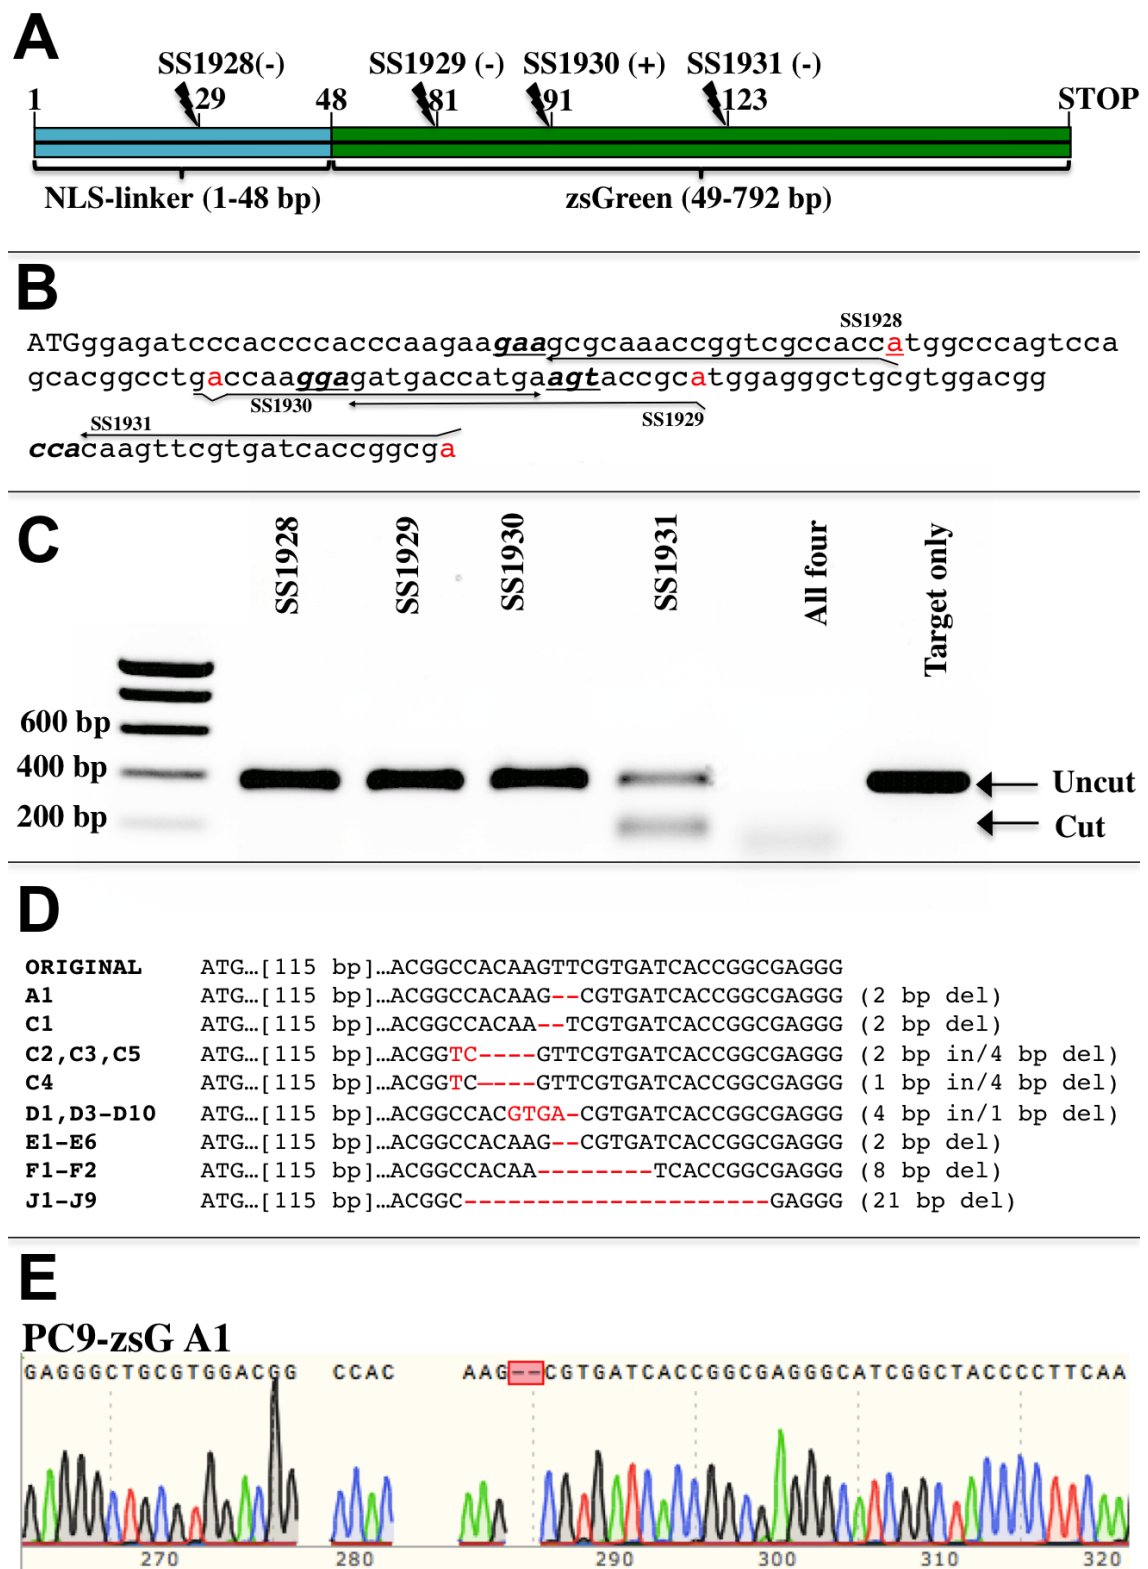 A
SS1928(-) SS1929 (-) SS1930 (+) SS1931 (-)
1 29 48 81 91 123 STOP
NLS-linker (1-48 bp) zsGreen (49-792 bp)
B
SS1928
ATGggagatcccaccccacccaagaagaagcgcaaaccggtcgccaccatggcccagtcca
gcacggcctgaccaaggagatgaccatgaagtaccgcatggagggctgcgtggacgg
SS1930 SS1929
SS1931
ccacaagttcgtgatcaccggcga
C
SS1928 SS1929 SS1930 SS1931 All four Target only
600 bp
400 bp
200 bp
Uncut
Cut
D
ORIGINAL ATG…[115 bp]…ACGGCCACAAGTTCGTGATCACCGGCGAGGG
A1 ATG…[115 bp]…ACGGCCACAAG--CGTGATCACCGGCGAGGG (2 bp del)
C1 ATG…[115 bp]…ACGGCCACAA--TCGTGATCACCGGCGAGGG (2 bp del)
C2,C3,C5 ATG…[115 bp]…ACGGTC----GTTCGTGATCACCGGCGAGGG (2 bp in/4 bp del)
C4 ATG…[115 bp]…ACGGTC----GTTCGTGATCACCGGCGAGGG (1 bp in/4 bp del)
D1,D3-D10 ATG…[115 bp]…ACGGCCACGTGA-CGTGATCACCGGCGAGGG (4 bp in/1 bp del)
E1-E6 ATG…[115 bp]…ACGGCCACAAG--CGTGATCACCGGCGAGGG (2 bp del)
F1-F2 ATG…[115 bp]…ACGGCCACAA--------TCACCGGCGAGGG (8 bp del)
J1-J9 ATG…[115 bp]…ACGGC---------------------GAGGG (21 bp del)
E
PC9-zsG A1
GAGGGCTGCGTGGACGG CCAC AAG--CGTGATCACCGGCGAGGGCATCGGCTACCCCTTCAA
270 280 290 300 310 320